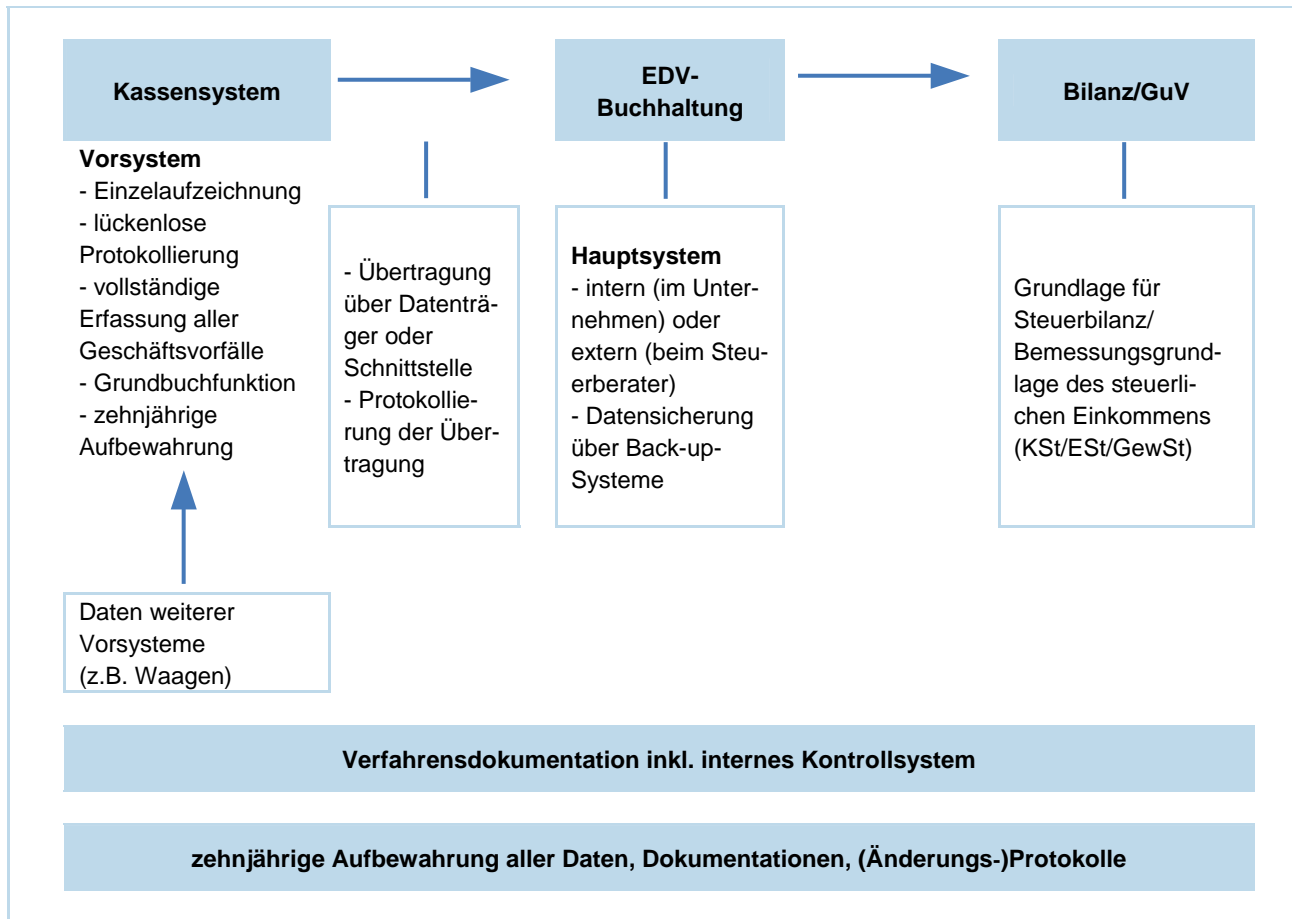 Kassensystem
EDV-
Buchhaltung
Bilanz/GuV
Vorsystem
- Einzelaufzeichnung
- lückenlose
Protokollierung
- vollständige
Erfassung aller
Geschäftsvorfälle
- Grundbuchfunktion
- zehnjährige
Aufbewahrung
- Übertragung
über Datenträ-
ger oder
Schnittstelle
- Protokollie-
rung der Über-
tragung
Hauptsystem
- intern (im Unter-
nehmen) oder
extern (beim Steu-
erberater)
- Datensicherung
über Back-up-
Systeme
Grundlage für
Steuerbilanz/
Bemessungsgrund-
lage des steuerli-
chen Einkommens
(KSt/ESt/GewSt)
Daten weiterer
Vorsysteme
(z.B. Waagen)
Verfahrensdokumentation inkl. internes Kontrollsystem
zehnjährige Aufbewahrung aller Daten, Dokumentationen, (Änderungs-)Protokolle